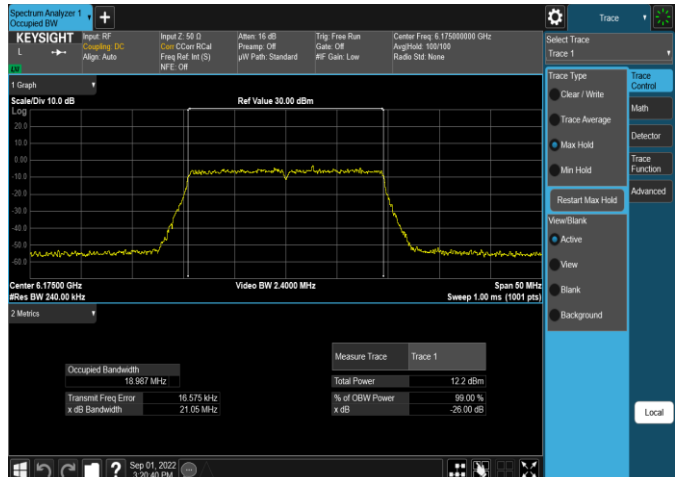 Spectrum Analyzer 1
Occupied BW
Trace
KEYSIGHT
L
Input: RF
Coupling: DC
Align: Auto
Input Z: 50 Ω
Corr CCorr RCal
Freq Ref: Int (S)
NFE: Off
Atten: 16 dB
Preamp: Off
µW Path: Standard
Trig: Free Run
Gate: Off
#IF Gain: Low
Center Freq: 6.175000000 GHz
Avg|Hold: 100/100
Radio Std: None
Select Trace
Trace 1
1 Graph
Scale/Div 10.0 dB
Ref Value 30.00 dBm
Log
20.0
10.0
0.00
-10.0
-20.0
-30.0
-40.0
-50.0
-60.0
Center 6.17500 GHz
#Res BW 240.00 kHz
Video BW 2.4000 MHz
Span 50 MHz
Sweep 1.00 ms (1001 pts)
Trace Type
Clear / Write
Trace Average
Max Hold
Min Hold
Restart Max Hold
View/Blank
Active
View
Blank
Background
Trace Control
Math
Detector
Trace Function
Advanced
Local
2 Metrics
Occupied Bandwidth
18.987 MHz
Transmit Freq Error 16.575 kHz
x dB Bandwidth 21.05 MHz
Measure Trace Trace 1
Total Power 12.2 dBm
% of OBW Power 99.00 %
x dB -26.00 dB
? Sep 01, 2022
3:20:40 PM